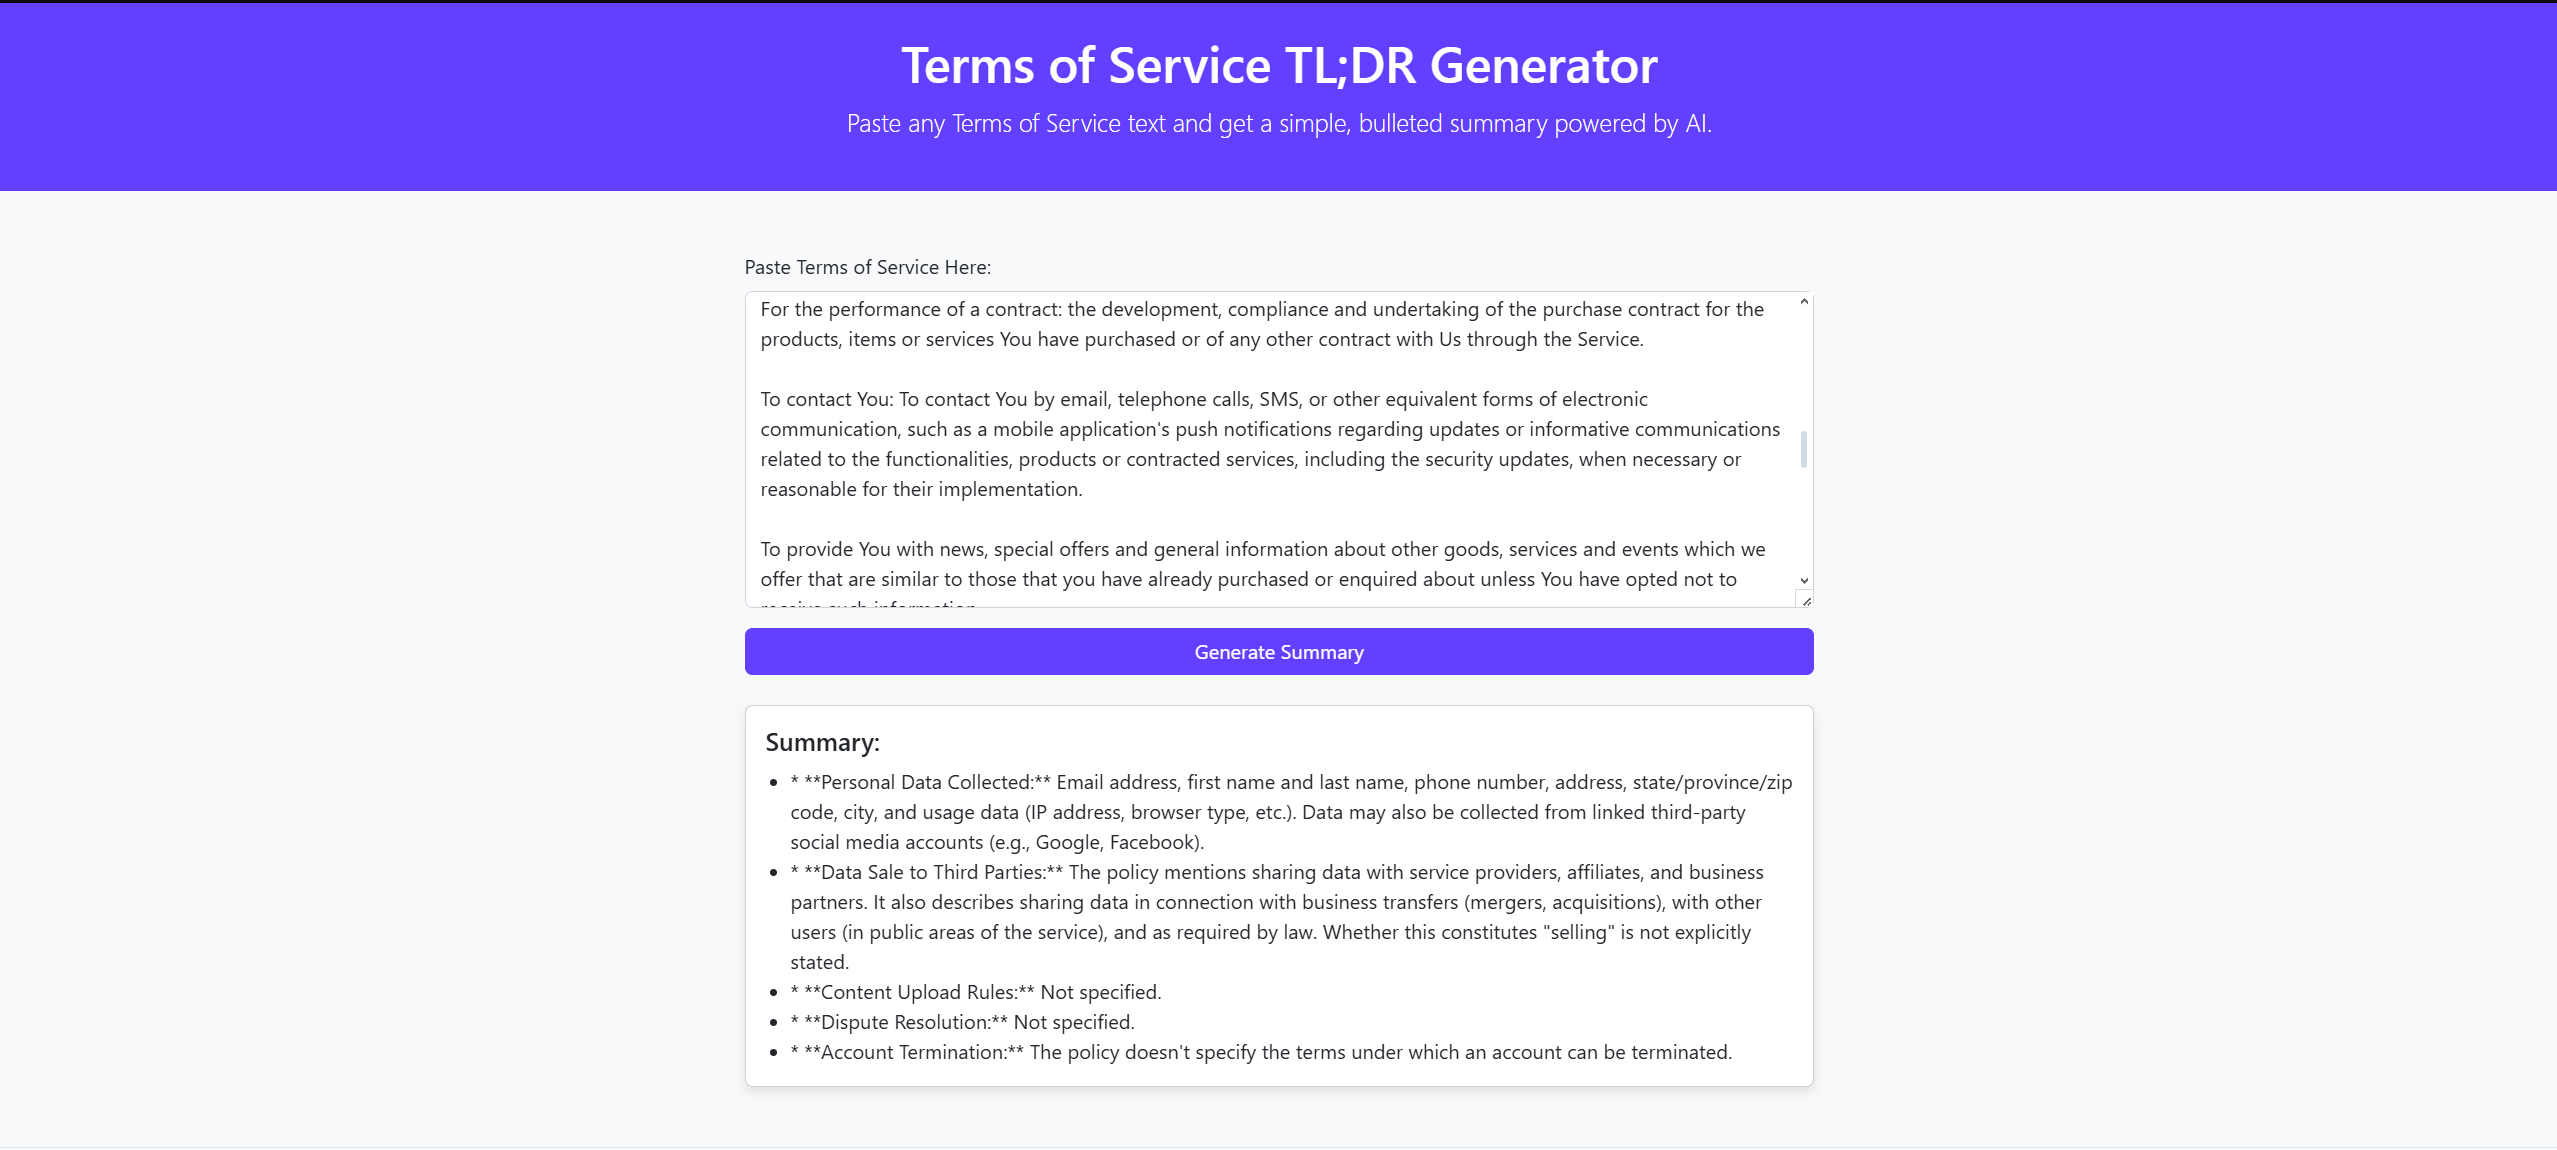 Terms of Service TL;DR Generator
Paste any Terms of Service text and get a simple, bulleted summary powered by AI.
Paste Terms of Service Here:
For the performance of a contract: the development, compliance and undertaking of the purchase contract for the
products, items or services You have purchased or of any other contract with Us through the Service.
To contact You: To contact You by email, telephone calls, SMS, or other equivalent forms of electronic
communication, such as a mobile application's push notifications regarding updates or informative communications
related to the functionalities, products or contracted services, including the security updates, when necessary or
reasonable for their implementation.
To provide You with news, special offers and general information about other goods, services and events which we
offer that are similar to those that you have already purchased or enquired about unless You have opted not to
receive such information.
Generate Summary
Summary:
• * **Personal Data Collected:** Email address, first name and last name, phone number, address, state/province/zip
code, city, and usage data (IP address, browser type, etc.). Data may also be collected from linked third-party
social media accounts (e.g., Google, Facebook).
• * **Data Sale to Third Parties:** The policy mentions sharing data with service providers, affiliates, and business
partners. It also describes sharing data in connection with business transfers (mergers, acquisitions), with other
users (in public areas of the service), and as required by law. Whether this constitutes "selling" is not explicitly
stated.
• * **Content Upload Rules:** Not specified.
• * **Dispute Resolution:** Not specified.
• * **Account Termination:** The policy doesn't specify the terms under which an account can be terminated.